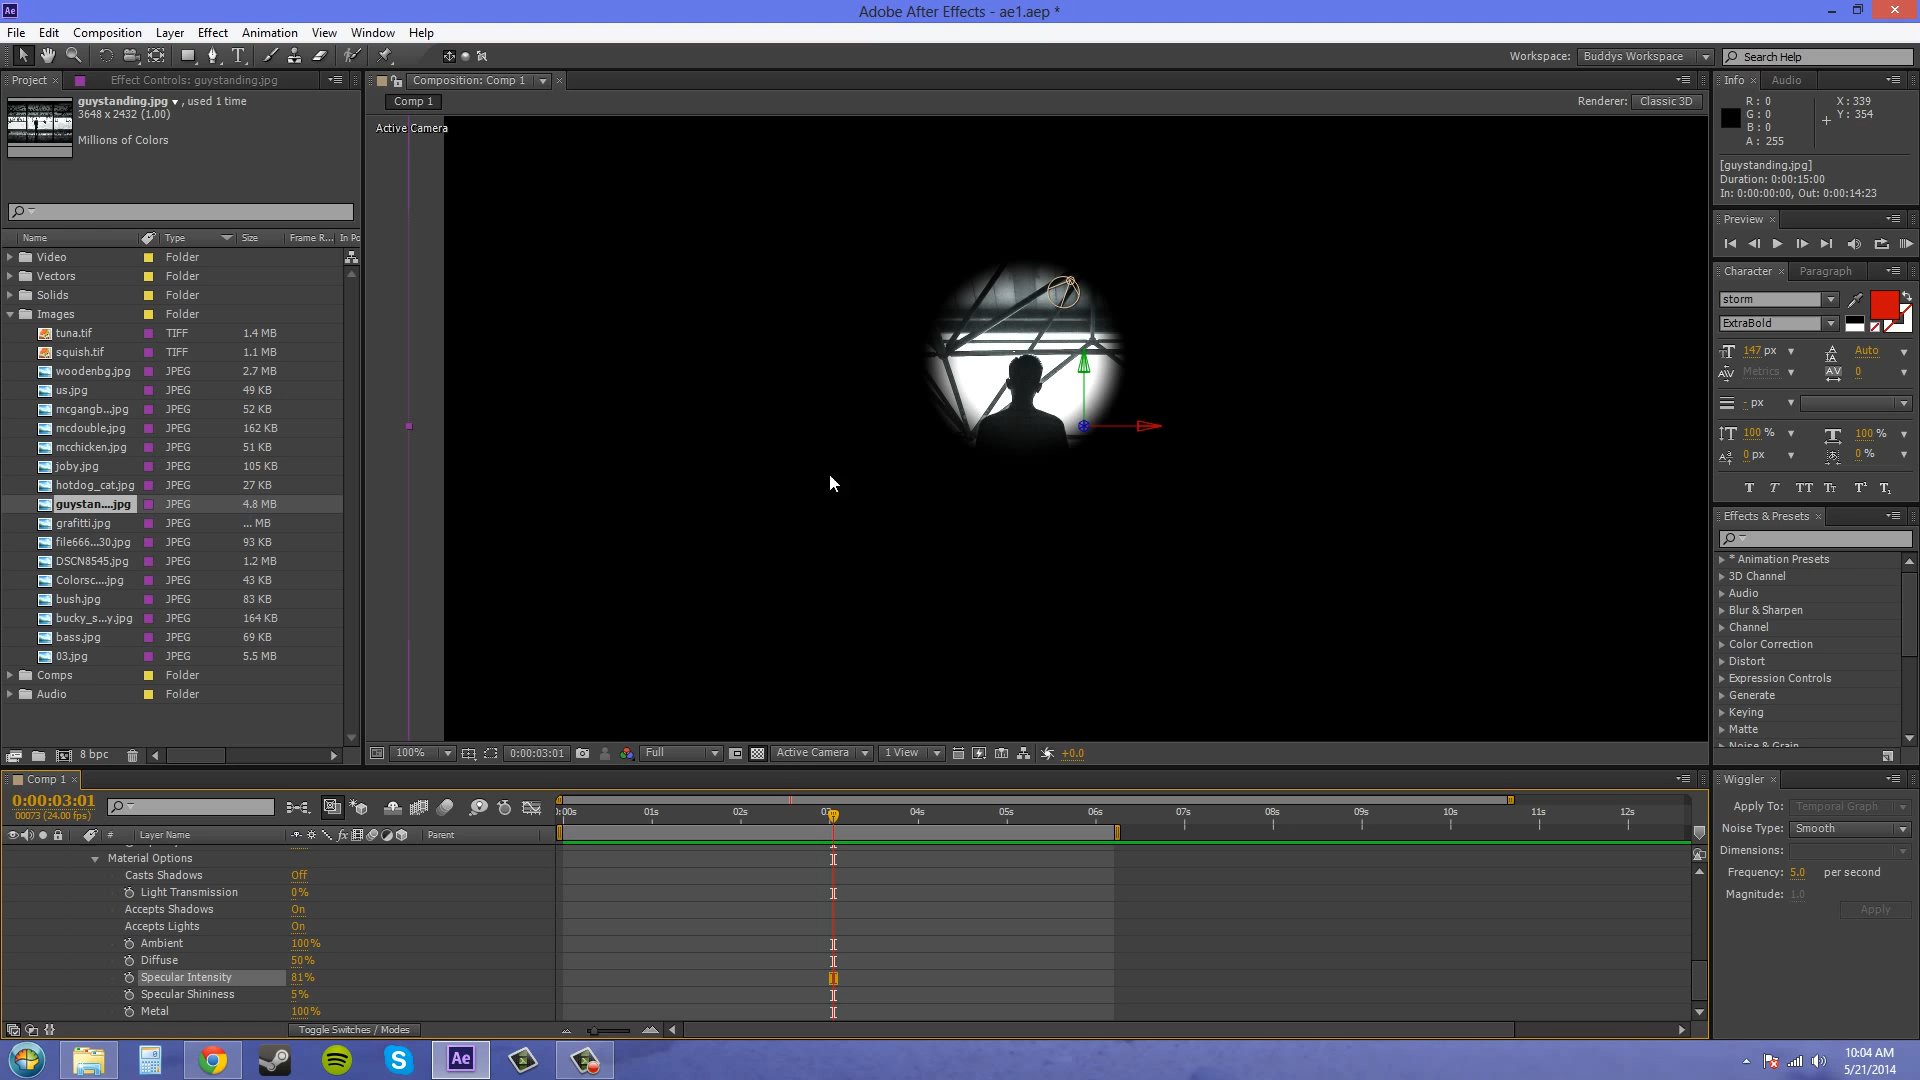 Ae
Adobe After Effects - ae1.aep *
File Edit Composition Layer Effect Animation View Window Help
Workspace: Buddys Workspace Search Help
Project × Effect Controls: guystanding.jpg
guystanding.jpg ▾ , used 1 time
3648 x 2432 (1.00)
Millions of Colors
Name Type Size Frame R... In Po
Video Folder
Vectors Folder
Solids Folder
Images Folder
tuna.tif TIFF 1.4 MB
squish.tif TIFF 1.1 MB
woodenbg.jpg JPEG 2.7 MB
us.jpg JPEG 49 KB
mcgangb...jpg JPEG 52 KB
mcdouble.jpg JPEG 162 KB
mcchicken.jpg JPEG 51 KB
joby.jpg JPEG 105 KB
hotdog_cat.jpg JPEG 27 KB
guystan....jpg JPEG 4.8 MB
grafitti.jpg JPEG ... MB
file666...30.jpg JPEG 93 KB
DSCN8545.jpg JPEG 1.2 MB
Colorsc....jpg JPEG 43 KB
bush.jpg JPEG 83 KB
bucky_s...y.jpg JPEG 164 KB
bass.jpg JPEG 69 KB
03.jpg JPEG 5.5 MB
Comps Folder
Audio Folder
8 bpc
Composition: Comp 1
Comp 1
Renderer: Classic 3D
Active Camera
100% 0:00:03:01 Full Active Camera 1 View +0.0
Info × Audio
R: 0 X: 339
G: 0 Y: 354
B: 0
A: 255
[guystanding.jpg]
Duration: 0:00:15:00
In: 0:00:00:00, Out: 0:00:14:23
Preview ×
Character × Paragraph
storm
ExtraBold
147 px Auto
Metrics 0
- px
100 % 100 %
0 px 0 %
T T TT Tt T¹ T₁
Effects & Presets ×
* Animation Presets
3D Channel
Audio
Blur & Sharpen
Channel
Color Correction
Distort
Expression Controls
Generate
Keying
Matte
Noise & Grain
Comp 1 ×
0:00:03:01
00073 (24.00 fps)
:00s 01s 02s 03s 04s 05s 06s 07s 08s 09s 10s 11s 12s
# Layer Name Parent
Material Options
Casts Shadows Off
Light Transmission 0%
Accepts Shadows On
Accepts Lights On
Ambient 100%
Diffuse 50%
Specular Intensity 81%
Specular Shininess 5%
Metal 100%
Toggle Switches / Modes
Wiggler ×
Apply To: Temporal Graph
Noise Type: Smooth
Dimensions:
Frequency: 5.0 per second
Magnitude: 1.0
Apply
Ae
10:04 AM
5/21/2014